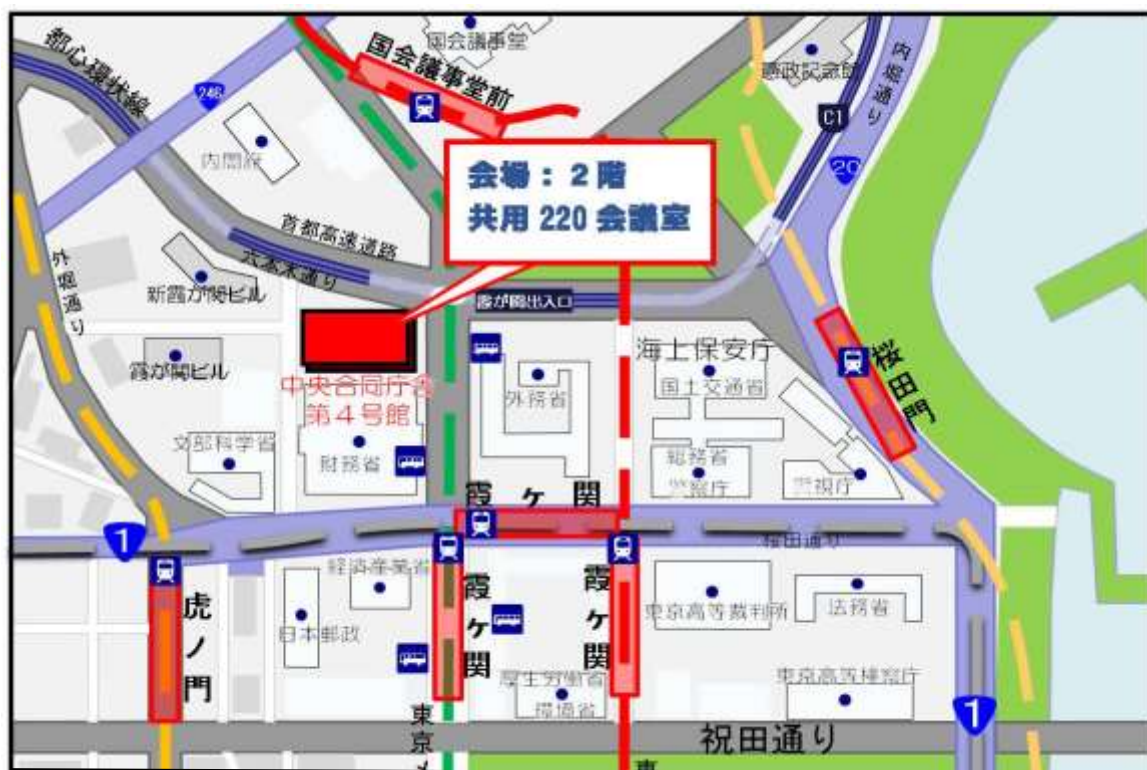 国会議事堂
憲政記念館
都心環状線
国会議事堂前
内堀通り
246
C1
20
内閣府
会場：２階
共用 220 会議室
首都高速道路
六本木通り
外堀通り
新霞が関ビル
霞が関出入口
霞が関ビル
海上保安庁
国土交通省
桜田門
外務省
中央合同庁舎
第４号館
文部科学省
財務省
総務省
警察庁
警視庁
霞ヶ関
1
桜田通り
経済産業省
虎ノ門
霞ヶ関
霞ヶ関
日本郵政
東京高等裁判所
法務省
厚生労働省
環境省
東京高等検察庁
1
東京メ
祝田通り
東